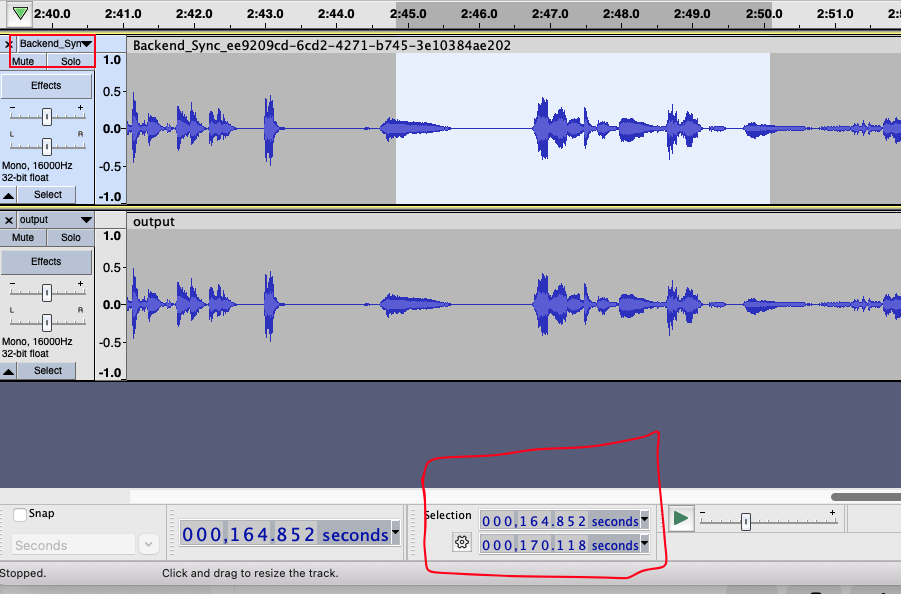 2:40.0 2:41.0 2:42.0 2:43.0 2:44.0 2:45.0 2:46.0 2:47.0 2:48.0 2:49.0 2:50.0 2:51.0
× Backend_Syn
Backend_Sync_ee9209cd-6cd2-4271-b745-3e10384ae202
Mute Solo
Effects
- +
L R
Mono, 16000Hz
32-bit float
Select
1.0
0.5-
0.0-
-0.5-
-1.0
× output
output
Mute Solo
Effects
- +
L R
Mono, 16000Hz
32-bit float
Select
1.0
0.5-
0.0-
-0.5-
-1.0
Snap
Seconds
000,164.852 seconds
Selection
000,164.852 seconds
000,170.118 seconds
- +
Stopped.
Click and drag to resize the track.